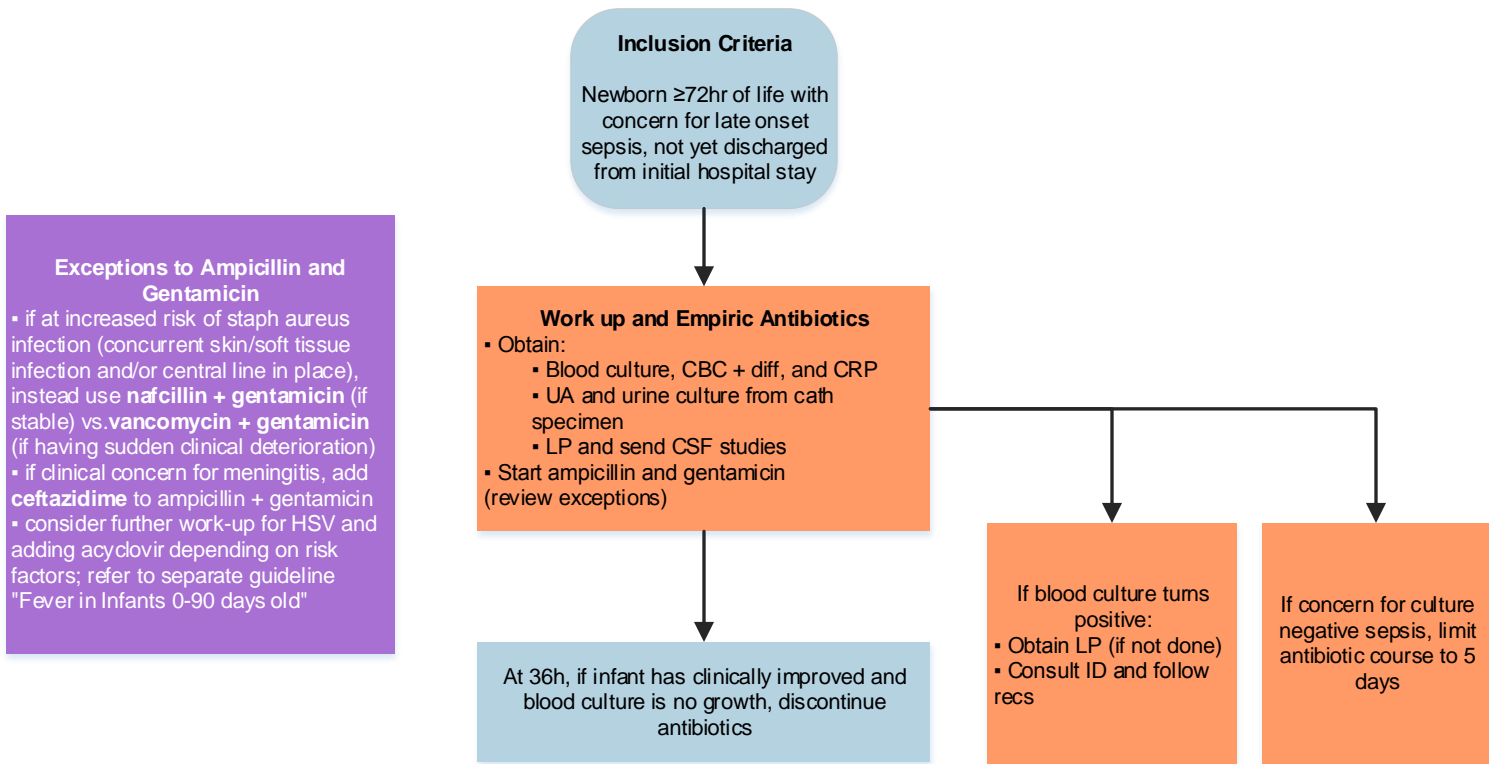 Inclusion Criteria
Newborn ≥72hr of life with
concern for late onset
sepsis, not yet discharged
from initial hospital stay
Exceptions to Ampicillin and
Gentamicin
▪ if at increased risk of staph aureus
infection (concurrent skin/soft tissue
infection and/or central line in place),
instead use nafcillin + gentamicin (if
stable) vs.vancomycin + gentamicin
(if having sudden clinical deterioration)
▪ if clinical concern for meningitis, add
ceftazidime to ampicillin + gentamicin
▪ consider further work-up for HSV and
adding acyclovir depending on risk
factors; refer to separate guideline
"Fever in Infants 0-90 days old"
Work up and Empiric Antibiotics
▪ Obtain:
▪ Blood culture, CBC + diff, and CRP
▪ UA and urine culture from cath
specimen
▪ LP and send CSF studies
▪ Start ampicillin and gentamicin
(review exceptions)
At 36h, if infant has clinically improved and
blood culture is no growth, discontinue
antibiotics
If blood culture turns
positive:
▪ Obtain LP (if not done)
▪ Consult ID and follow
recs
If concern for culture
negative sepsis, limit
antibiotic course to 5
days